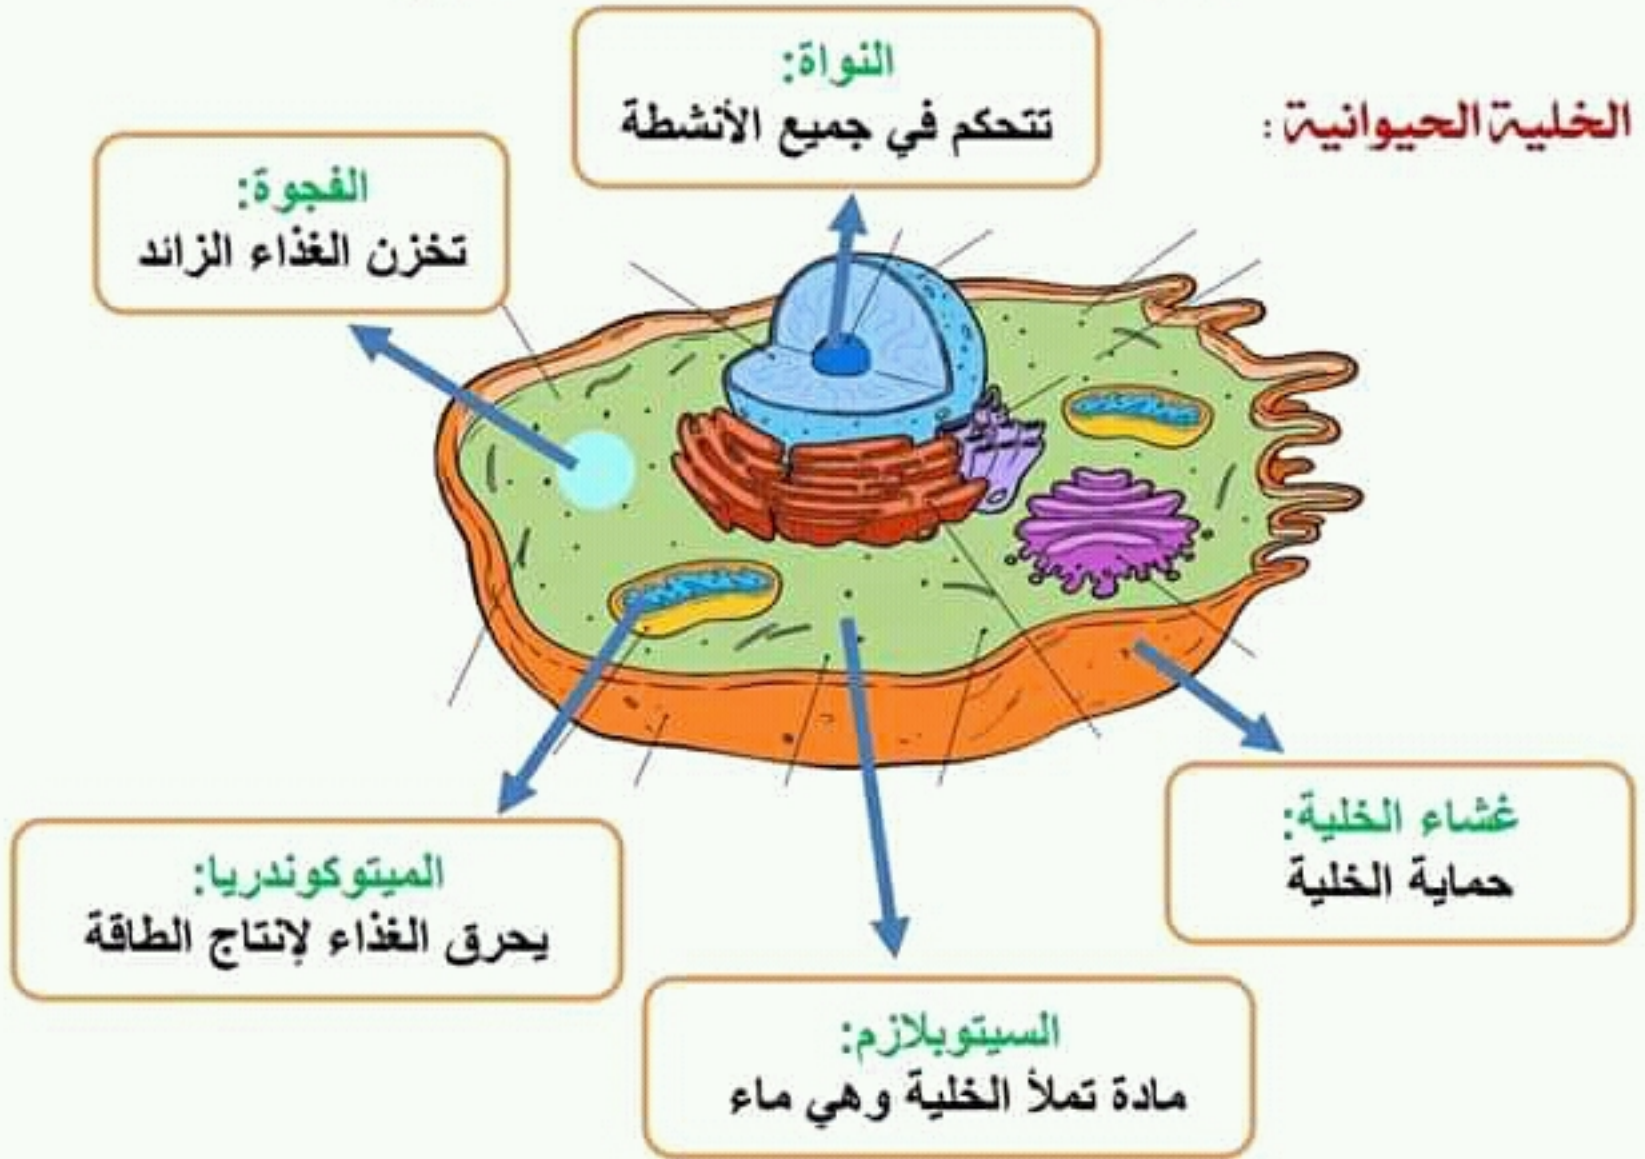 الخلية الحيوانية :
النواة:
تتحكم في جميع الأنشطة
الفجوة:
تخزن الغذاء الزائد
غشاء الخلية:
حماية الخلية
الميتوكوندريا:
يحرق الغذاء لإنتاج الطاقة
السيتوبلازم:
مادة تملأ الخلية وهي ماء